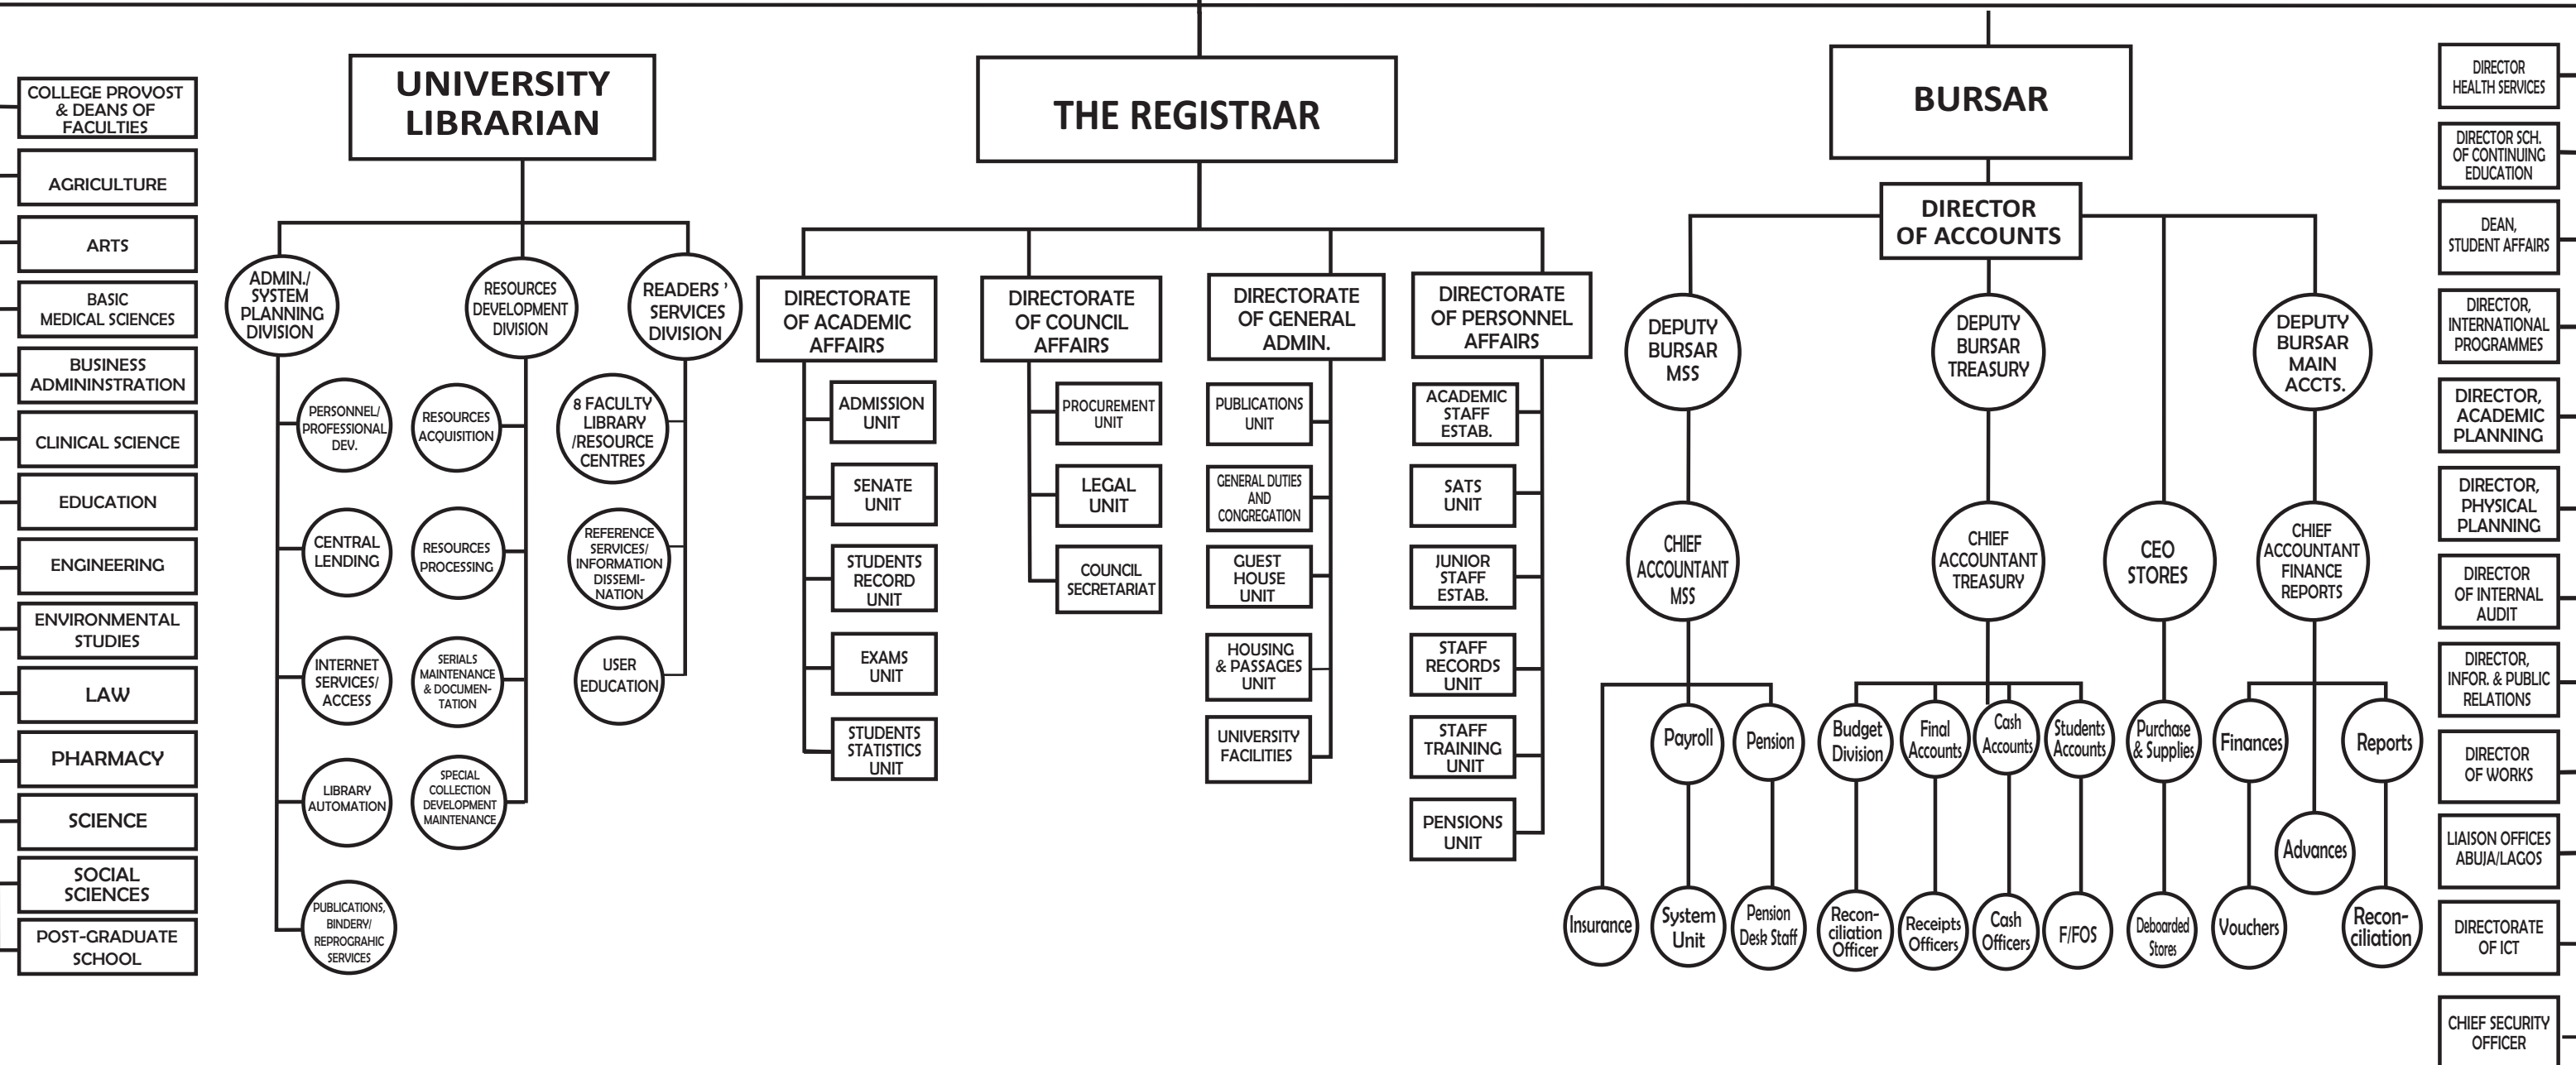 COLLEGE PROVOST
& DEANS OF
FACULTIES
AGRICULTURE
ARTS
BASIC
MEDICAL SCIENCES
BUSINESS
ADMININSTRATION
CLINICAL SCIENCE
EDUCATION
ENGINEERING
ENVIRONMENTAL
STUDIES
LAW
PHARMACY
SCIENCE
SOCIAL
SCIENCES
POST-GRADUATE
SCHOOL
UNIVERSITY
LIBRARIAN
ADMIN./
SYSTEM
PLANNING
DIVISION
PERSONNEL/
PROFESSIONAL
DEV.
CENTRAL
LENDING
INTERNET
SERVICES/
ACCESS
LIBRARY
AUTOMATION
PUBLICATIONS,
BINDERY/
REPROGRAHIC
SERVICES
RESOURCES
DEVELOPMENT
DIVISION
RESOURCES
ACQUISITION
RESOURCES
PROCESSING
SERIALS
MAINTENANCE
& DOCUMEN-
TATION
SPECIAL
COLLECTION
DEVELOPMENT
MAINTENANCE
READERS '
SERVICES
DIVISION
8 FACULTY
LIBRARY
/RESOURCE
CENTRES
REFERENCE
SERVICES/
INFORMATION
DISSEMI-
NATION
USER
EDUCATION
THE REGISTRAR
DIRECTORATE
OF ACADEMIC
AFFAIRS
ADMISSION
UNIT
SENATE
UNIT
STUDENTS
RECORD
UNIT
EXAMS
UNIT
STUDENTS
STATISTICS
UNIT
DIRECTORATE
OF COUNCIL
AFFAIRS
PROCUREMENT
UNIT
LEGAL
UNIT
COUNCIL
SECRETARIAT
DIRECTORATE
OF GENERAL
ADMIN.
PUBLICATIONS
UNIT
GENERAL DUTIES
AND
CONGREGATION
GUEST
HOUSE
UNIT
HOUSING
& PASSAGES
UNIT
UNIVERSITY
FACILITIES
DIRECTORATE
OF PERSONNEL
AFFAIRS
ACADEMIC
STAFF
ESTAB.
SATS
UNIT
JUNIOR
STAFF
ESTAB.
STAFF
RECORDS
UNIT
STAFF
TRAINING
UNIT
PENSIONS
UNIT
BURSAR
DIRECTOR
OF ACCOUNTS
DEPUTY
BURSAR
MSS
CHIEF
ACCOUNTANT
MSS
Insurance
Payroll
System
Unit
Pension
Pension
Desk Staff
DEPUTY
BURSAR
TREASURY
CHIEF
ACCOUNTANT
TREASURY
Budget
Division
Recon-
ciliation
Officer
Final
Accounts
Receipts
Officers
Cash
Accounts
Cash
Officers
Students
Accounts
F/FOS
CEO
STORES
Purchase
& Supplies
Deboarded
Stores
DEPUTY
BURSAR
MAIN
ACCTS.
CHIEF
ACCOUNTANT
FINANCE
REPORTS
Finances
Vouchers
Advances
Reports
Recon-
ciliation
DIRECTOR
HEALTH SERVICES
DIRECTOR SCH.
OF CONTINUING
EDUCATION
DEAN,
STUDENT AFFAIRS
DIRECTOR,
INTERNATIONAL
PROGRAMMES
DIRECTOR,
ACADEMIC
PLANNING
DIRECTOR,
PHYSICAL
PLANNING
DIRECTOR
OF INTERNAL
AUDIT
DIRECTOR,
INFOR. & PUBLIC
RELATIONS
DIRECTOR
OF WORKS
LIAISON OFFICES
ABUJA/LAGOS
DIRECTORATE
OF ICT
CHIEF SECURITY
OFFICER